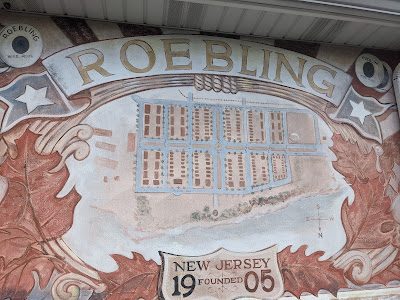 ROEBLING
ROEBLING
NEW JERSEY
19 FOUNDED 05
N